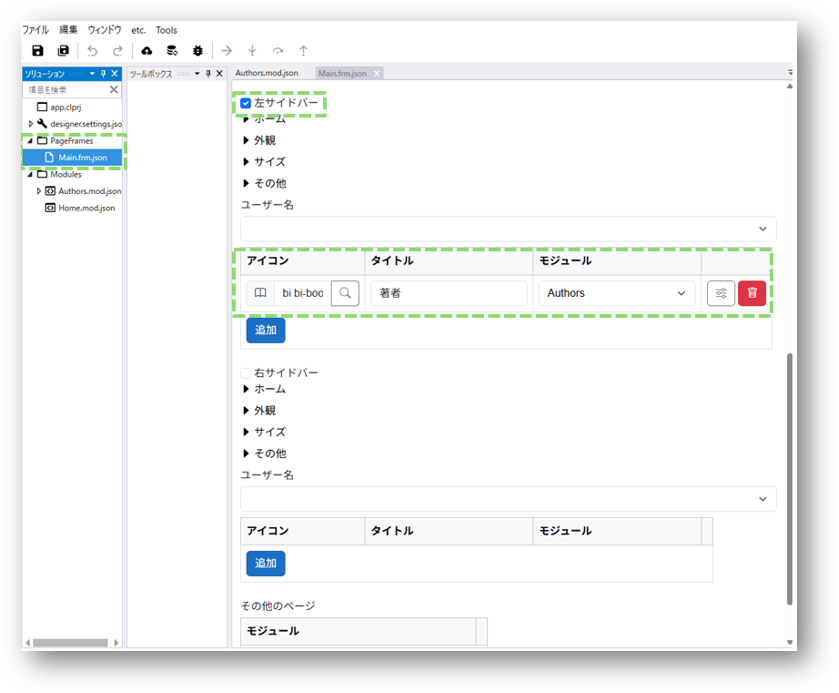 ファイル 編集 ウィンドウ etc. Tools
ソリューション
ツールボックス
Authors.mod.json
Main.frm.json
項目を検索
app.clprj
designer.settings.jso
PageFrames
Main.frm.json
Modules
Authors.mod.json
Home.mod.json
左サイドバー
ホーム
外観
サイズ
その他
ユーザー名
アイコン タイトル モジュール
bi bi-boo 著者 Authors
追加
右サイドバー
ホーム
外観
サイズ
その他
ユーザー名
アイコン タイトル モジュール
追加
その他のページ
モジュール